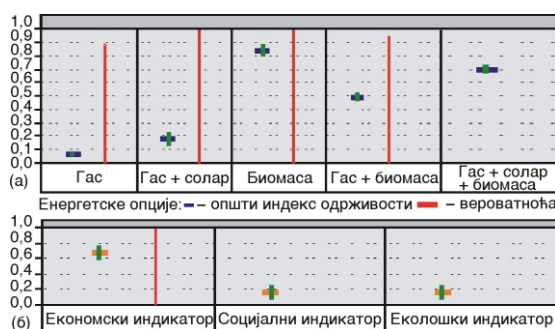 1,0
0,9
0,8
0,7
0,6
0,5
0,4
0,3
0,2
0,1
0,0
(а)
Гас
Гас + солар
Биомаса
Гас + биомаса
Гас + солар
+ биомаса
Енергетске опције: – општи индекс одрживости – вероватноћа
1,0
0,8
0,6
0,4
0,2
0,0
(б)
Економски индикатор
Социјални индикатор
Еколошки индикатор